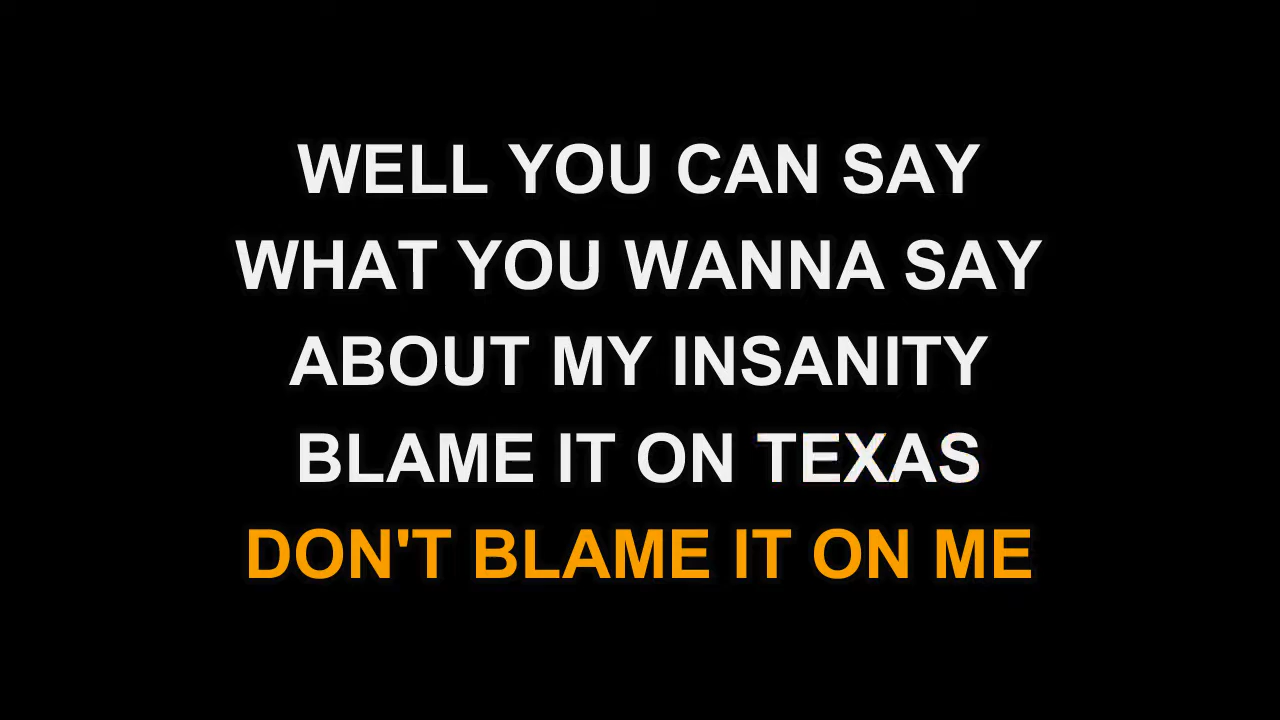 WELL YOU CAN SAY
WHAT YOU WANNA SAY
ABOUT MY INSANITY
BLAME IT ON TEXAS
DON'T BLAME IT ON ME